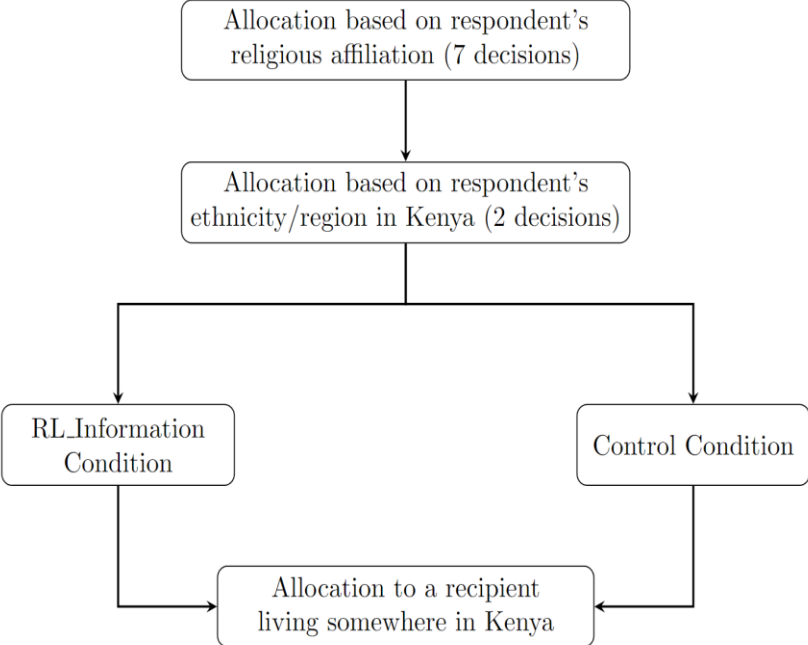 Allocation based on respondent's
religious affiliation (7 decisions)
Allocation based on respondent's
ethnicity/region in Kenya (2 decisions)
RL_Information
Condition
Control Condition
Allocation to a recipient
living somewhere in Kenya